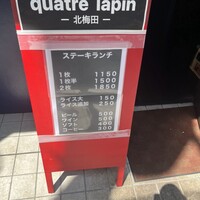 quatre lapin
ー 北梅田 ー
ステーキランチ
1枚 1150
1枚半 1500
2枚 1850
ライス大 150
ライス追加 250
ビール 500
ワイン 500
ソフト 400
コーヒー 300